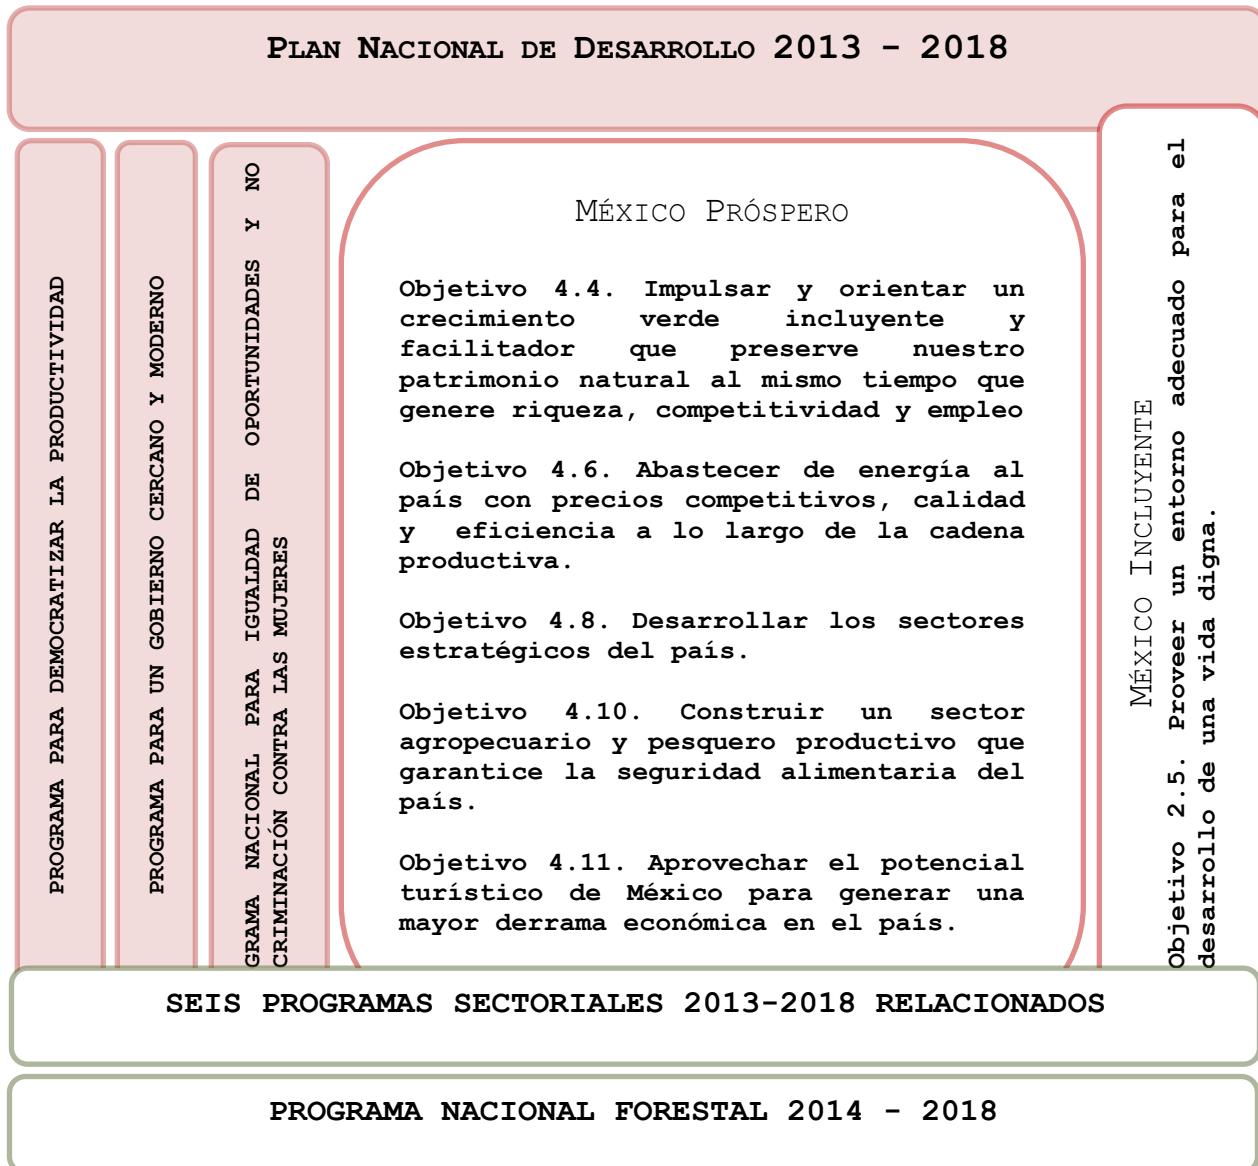 PLAN NACIONAL DE DESARROLLO 2013 - 2018
PROGRAMA PARA DEMOCRATIZAR LA PRODUCTIVIDAD
PROGRAMA PARA UN GOBIERNO CERCANO Y MODERNO
GRAMA NACIONAL PARA IGUALDAD DE OPORTUNIDADES Y NO
CRIMINACIÓN CONTRA LAS MUJERES
MÉXICO PRÓSPERO
Objetivo 4.4. Impulsar y orientar un
crecimiento verde incluyente y
facilitador que preserve nuestro
patrimonio natural al mismo tiempo que
genere riqueza, competitividad y empleo
Objetivo 4.6. Abastecer de energía al
país con precios competitivos, calidad
y eficiencia a lo largo de la cadena
productiva.
Objetivo 4.8. Desarrollar los sectores
estratégicos del país.
Objetivo 4.10. Construir un sector
agropecuario y pesquero productivo que
garantice la seguridad alimentaria del
país.
Objetivo 4.11. Aprovechar el potencial
turístico de México para generar una
mayor derrama económica en el país.
MÉXICO INCLUYENTE
Objetivo 2.5. Proveer un entorno adecuado para el
desarrollo de una vida digna.
SEIS PROGRAMAS SECTORIALES 2013-2018 RELACIONADOS
PROGRAMA NACIONAL FORESTAL 2014 - 2018